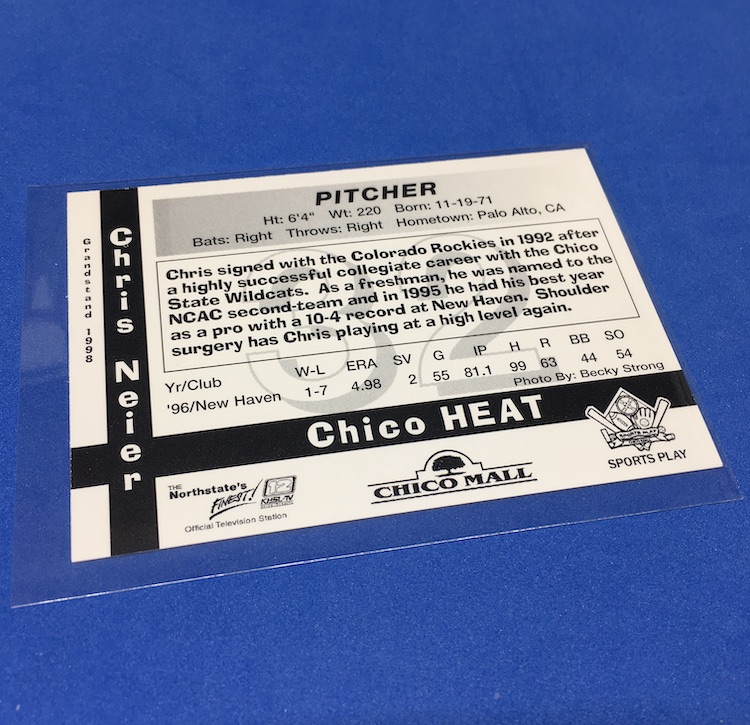 Grandstand 1998
Chris Neier
PITCHER
Ht: 6'4" Wt: 220 Born: 11-19-71
Bats: Right Throws: Right Hometown: Palo Alto, CA
32
Chris signed with the Colorado Rockies in 1992 after
a highly successful collegiate career with the Chico
State Wildcats. As a freshman, he was named to the
NCAC second-team and in 1995 he had his best year
as a pro with a 10-4 record at New Haven. Shoulder
surgery has Chris playing at a high level again.
Yr/Club W-L ERA SV G IP H R BB SO
'96/New Haven 1-7 4.98 2 55 81.1 99 63 44 54
Photo By: Becky Strong
Chico HEAT
THE
Northstate's
FINEST!
12
KHSL-TV
Official Television Station
CHICO MALL
SPORTS PLAY
SPORTS PLAY